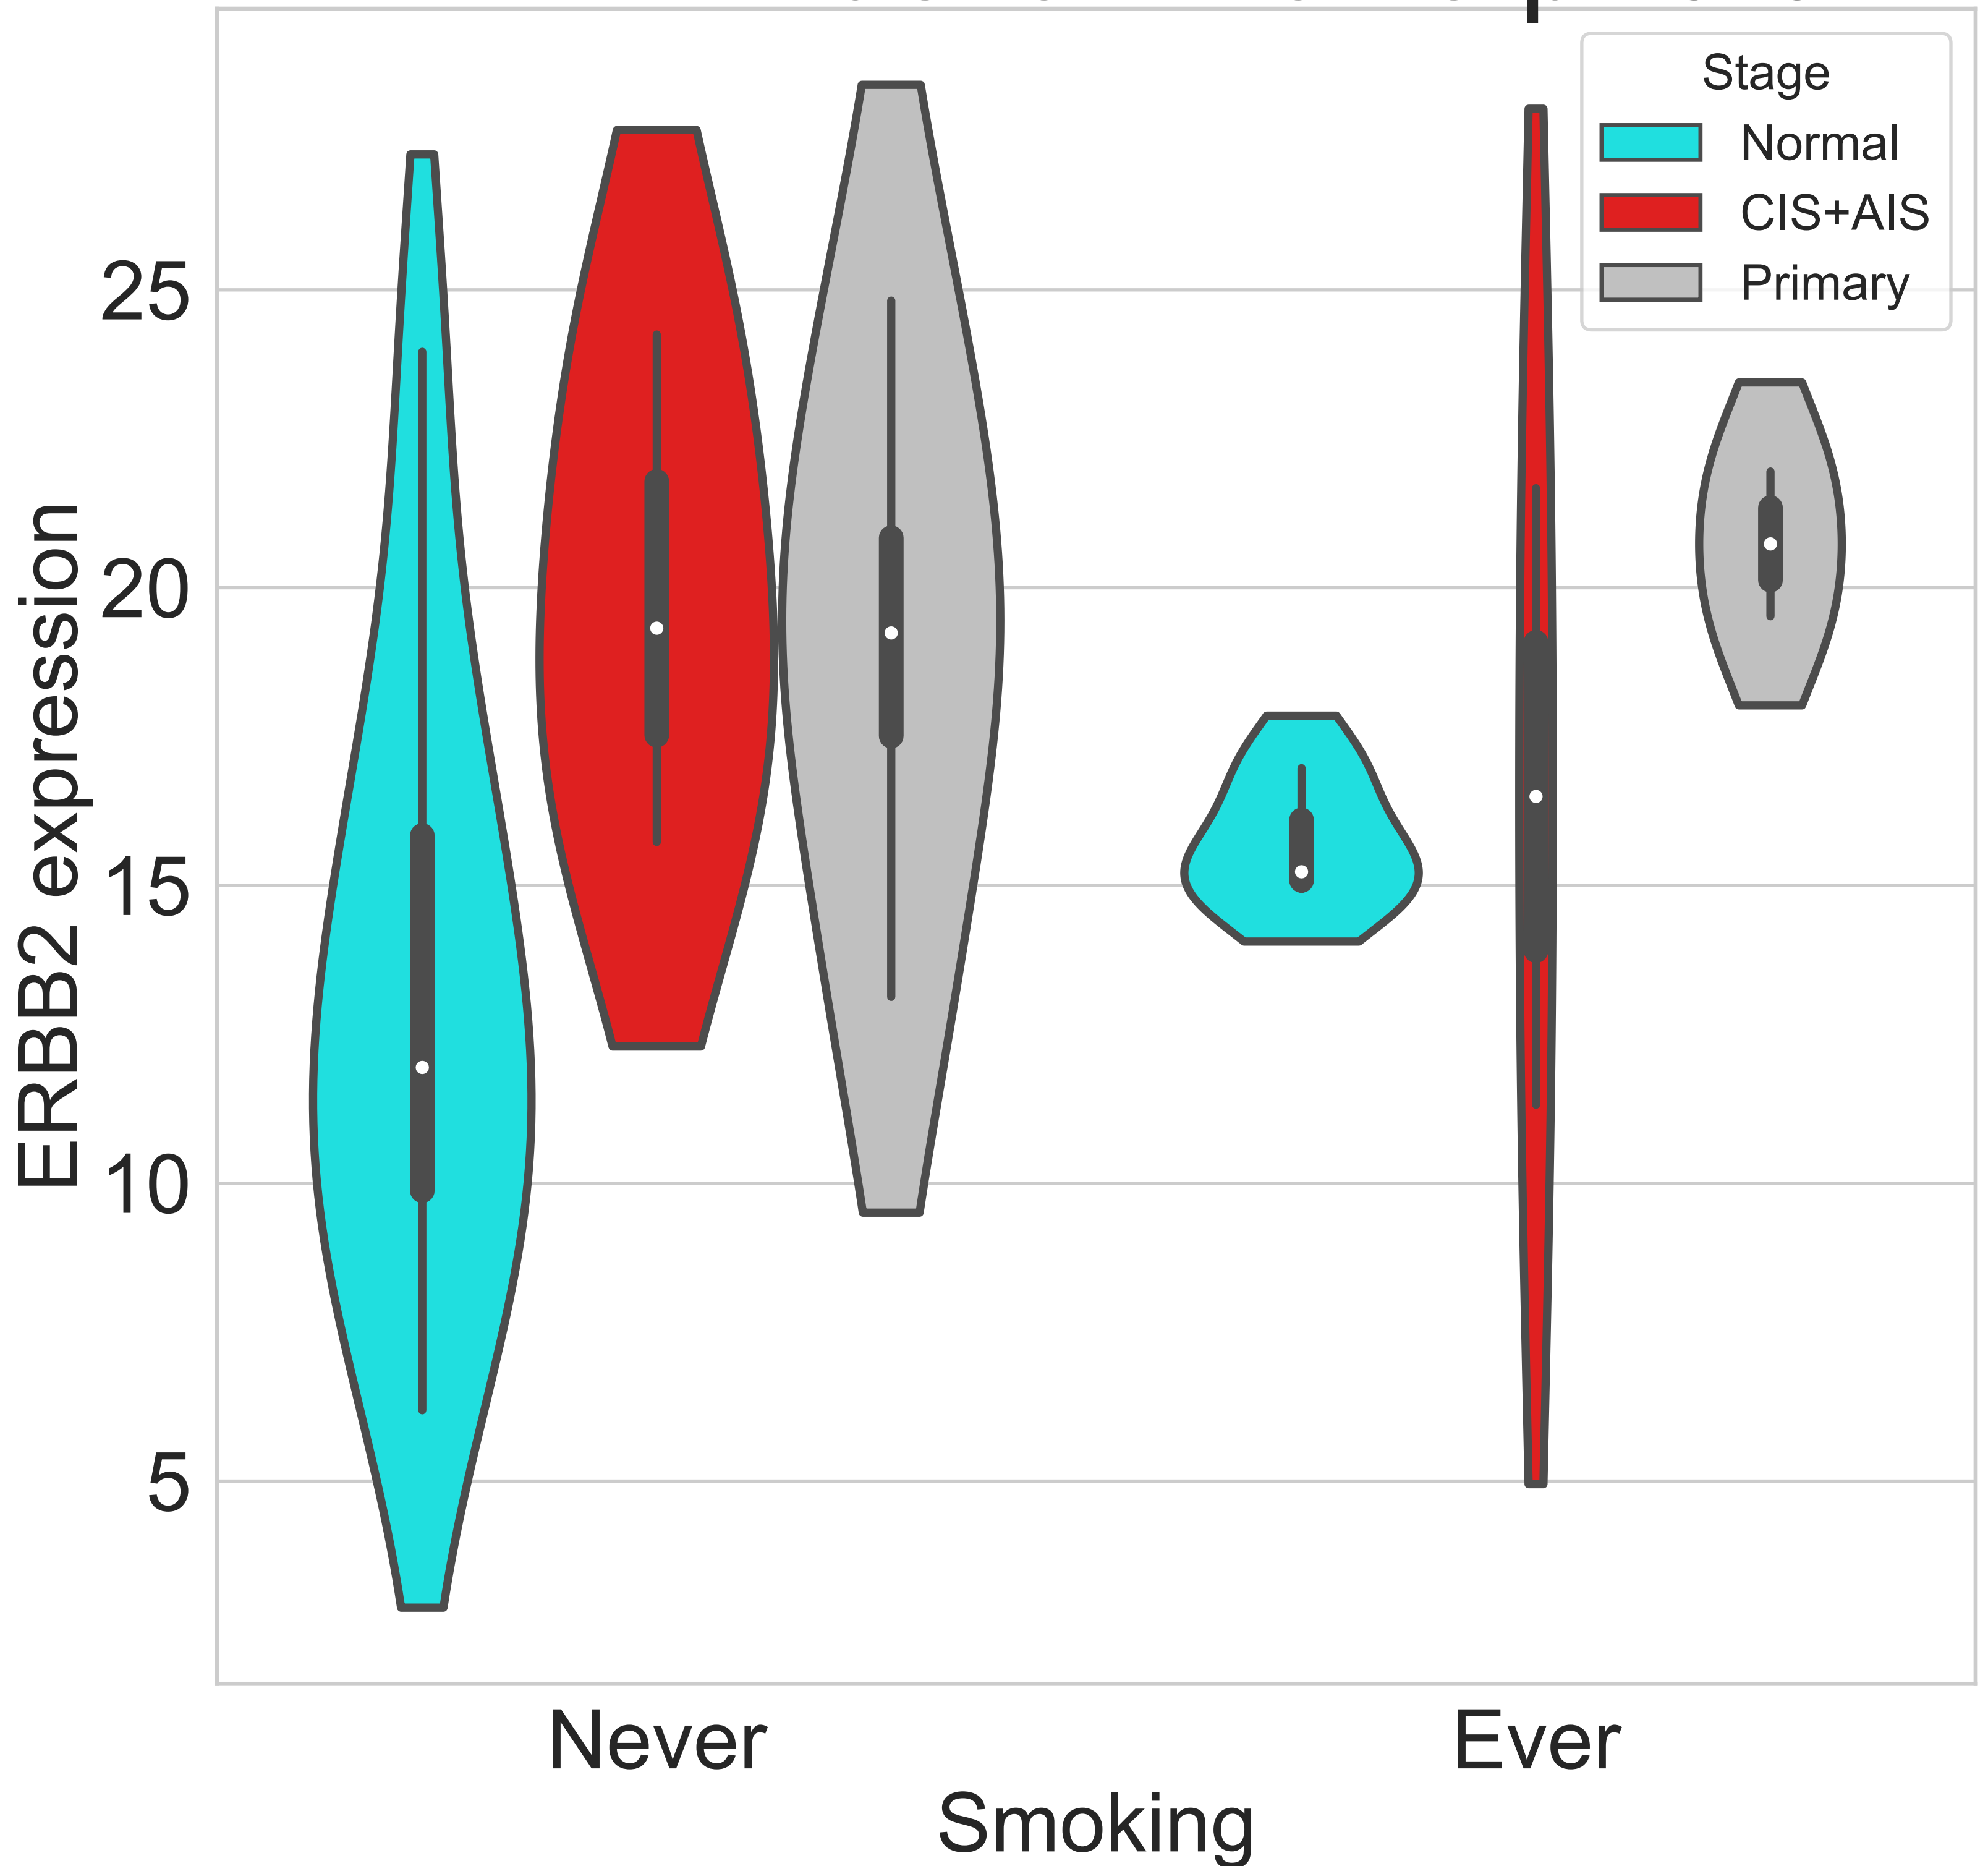 Stage
Normal
CIS+AIS
Primary
ERBB2 expression
25
20
15
10
5
Never
Ever
Smoking